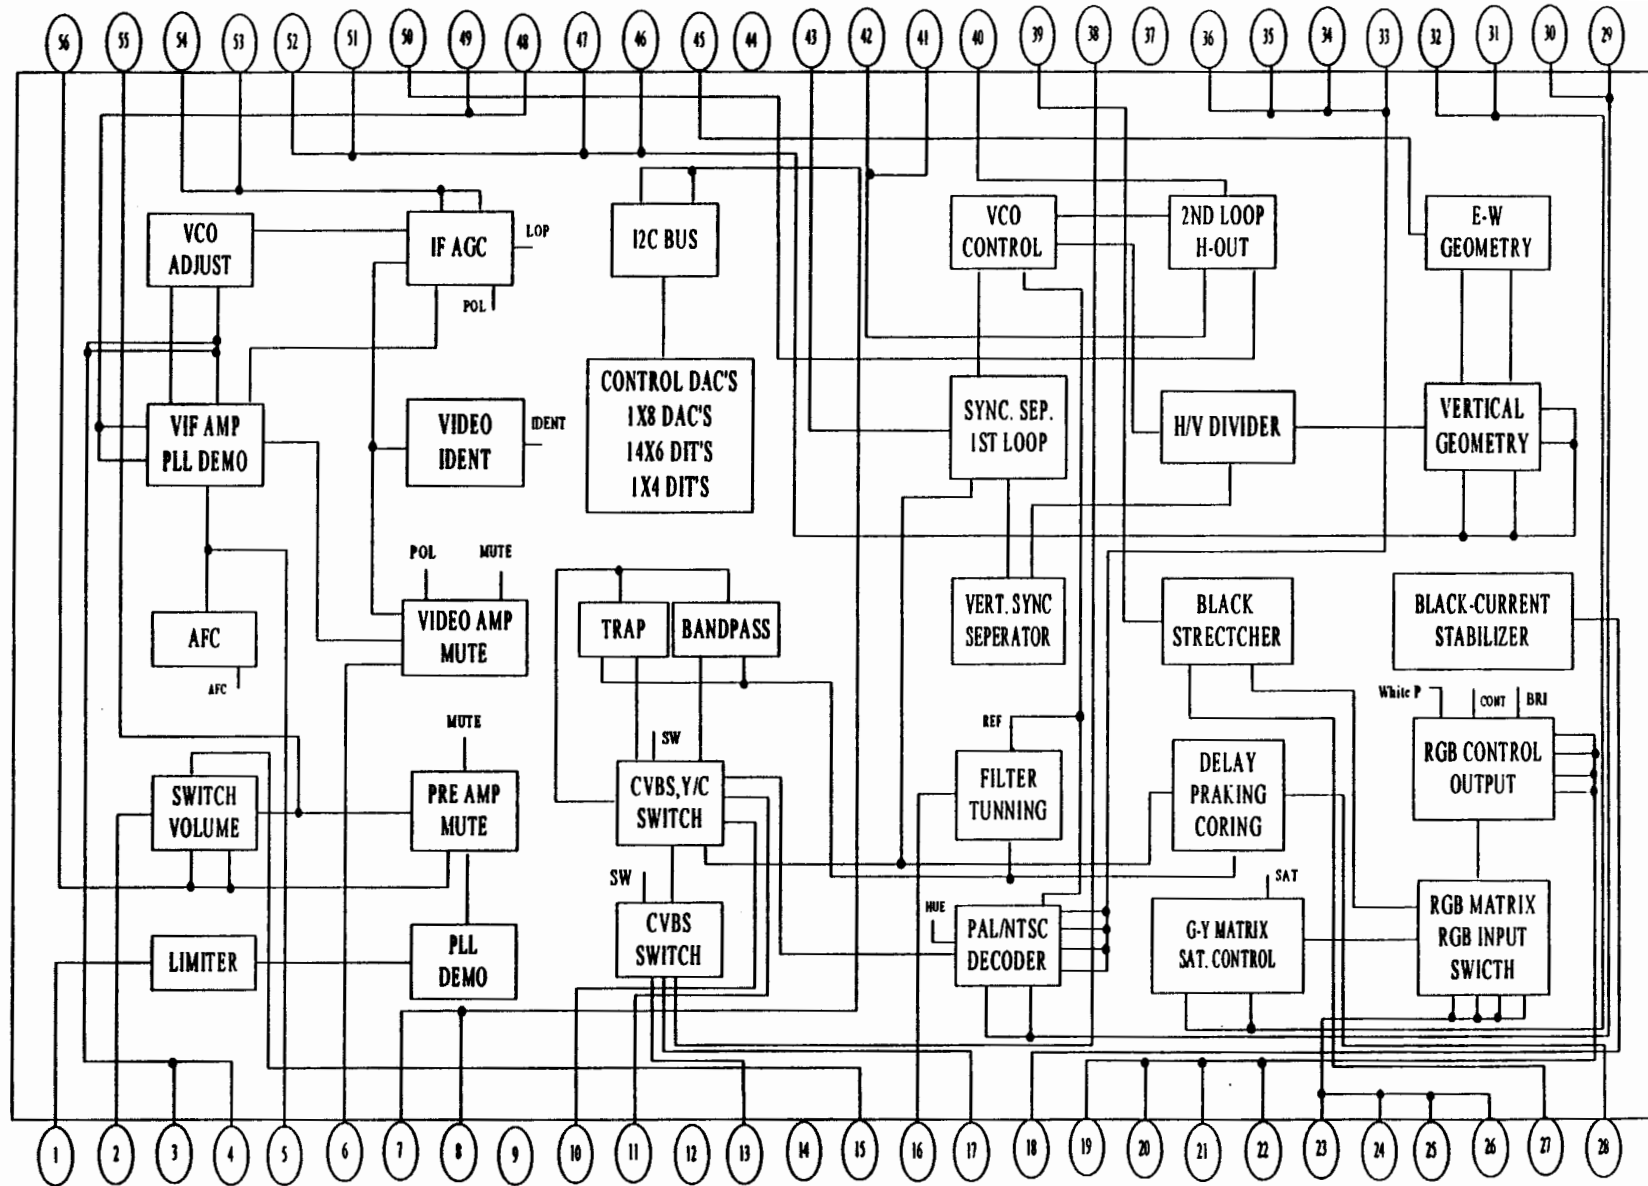 56 55 54 53 52 51 50 49 48 47 46 45 44 43 42 41 40 39 38 37 36 35 34 33 32 31 30 29
VCO
ADJUST
IF AGC
LOP
POL
I2C BUS
VCO
CONTROL
2ND LOOP
H-OUT
E-W
GEOMETRY
VIF AMP
PLL DEMO
VIDEO
IDENT
IDENT
CONTROL DAC'S
1X8 DAC'S
14X6 DIT'S
1X4 DIT'S
SYNC. SEP.
1ST LOOP
H/V DIVIDER
VERTICAL
GEOMETRY
AFC
AFC
POL
MUTE
VIDEO AMP
MUTE
TRAP
BANDPASS
VERT. SYNC
SEPERATOR
BLACK
STRECTCHER
BLACK-CURRENT
STABILIZER
SWITCH
VOLUME
MUTE
PRE AMP
MUTE
SW
CVBS,Y/C
SWITCH
REF
FILTER
TUNNING
DELAY
PRAKING
CORING
White P
CONT
BRI
RGB CONTROL
OUTPUT
LIMITER
PLL
DEMO
SW
CVBS
SWITCH
HUE
PAL/NTSC
DECODER
SAT
G-Y MATRIX
SAT. CONTROL
RGB MATRIX
RGB INPUT
SWICTH
1 2 3 4 5 6 7 8 9 10 11 12 13 14 15 16 17 18 19 20 21 22 23 24 25 26 27 28